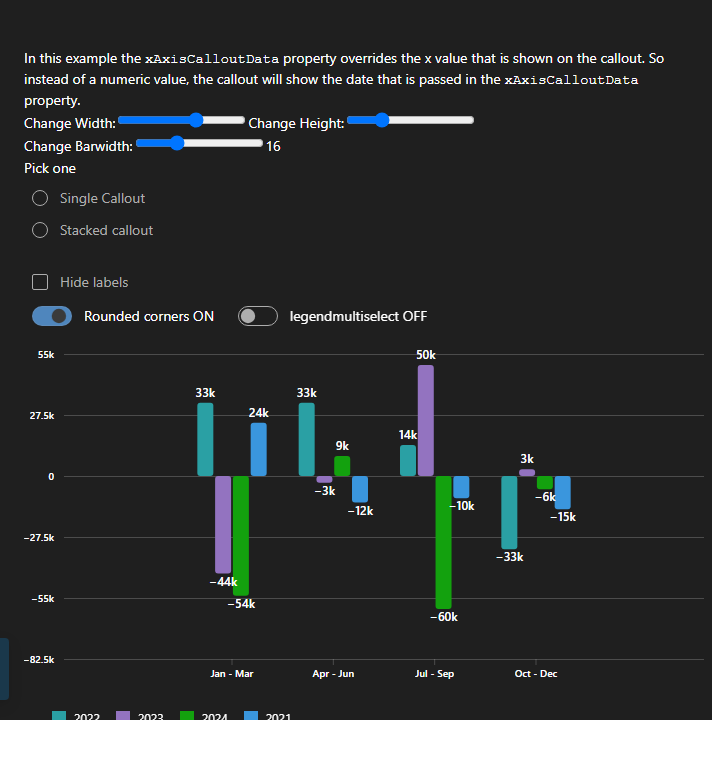 In this example the xAxisCalloutData property overrides the x value that is shown on the callout. So
instead of a numeric value, the callout will show the date that is passed in the xAxisCalloutData
property.
Change Width: Change Height:
Change Barwidth: 16
Pick one
Single Callout
Stacked callout
Hide labels
Rounded corners ON legendmultiselect OFF
55k
50k
33k
33k
27.5k
24k
14k
9k
3k
0
−3k
−6k
−10k
−12k
−15k
−27.5k
−33k
−44k
−55k
−54k
−60k
−82.5k
Jan - Mar Apr - Jun Jul - Sep Oct - Dec
2022 2023 2024 2021